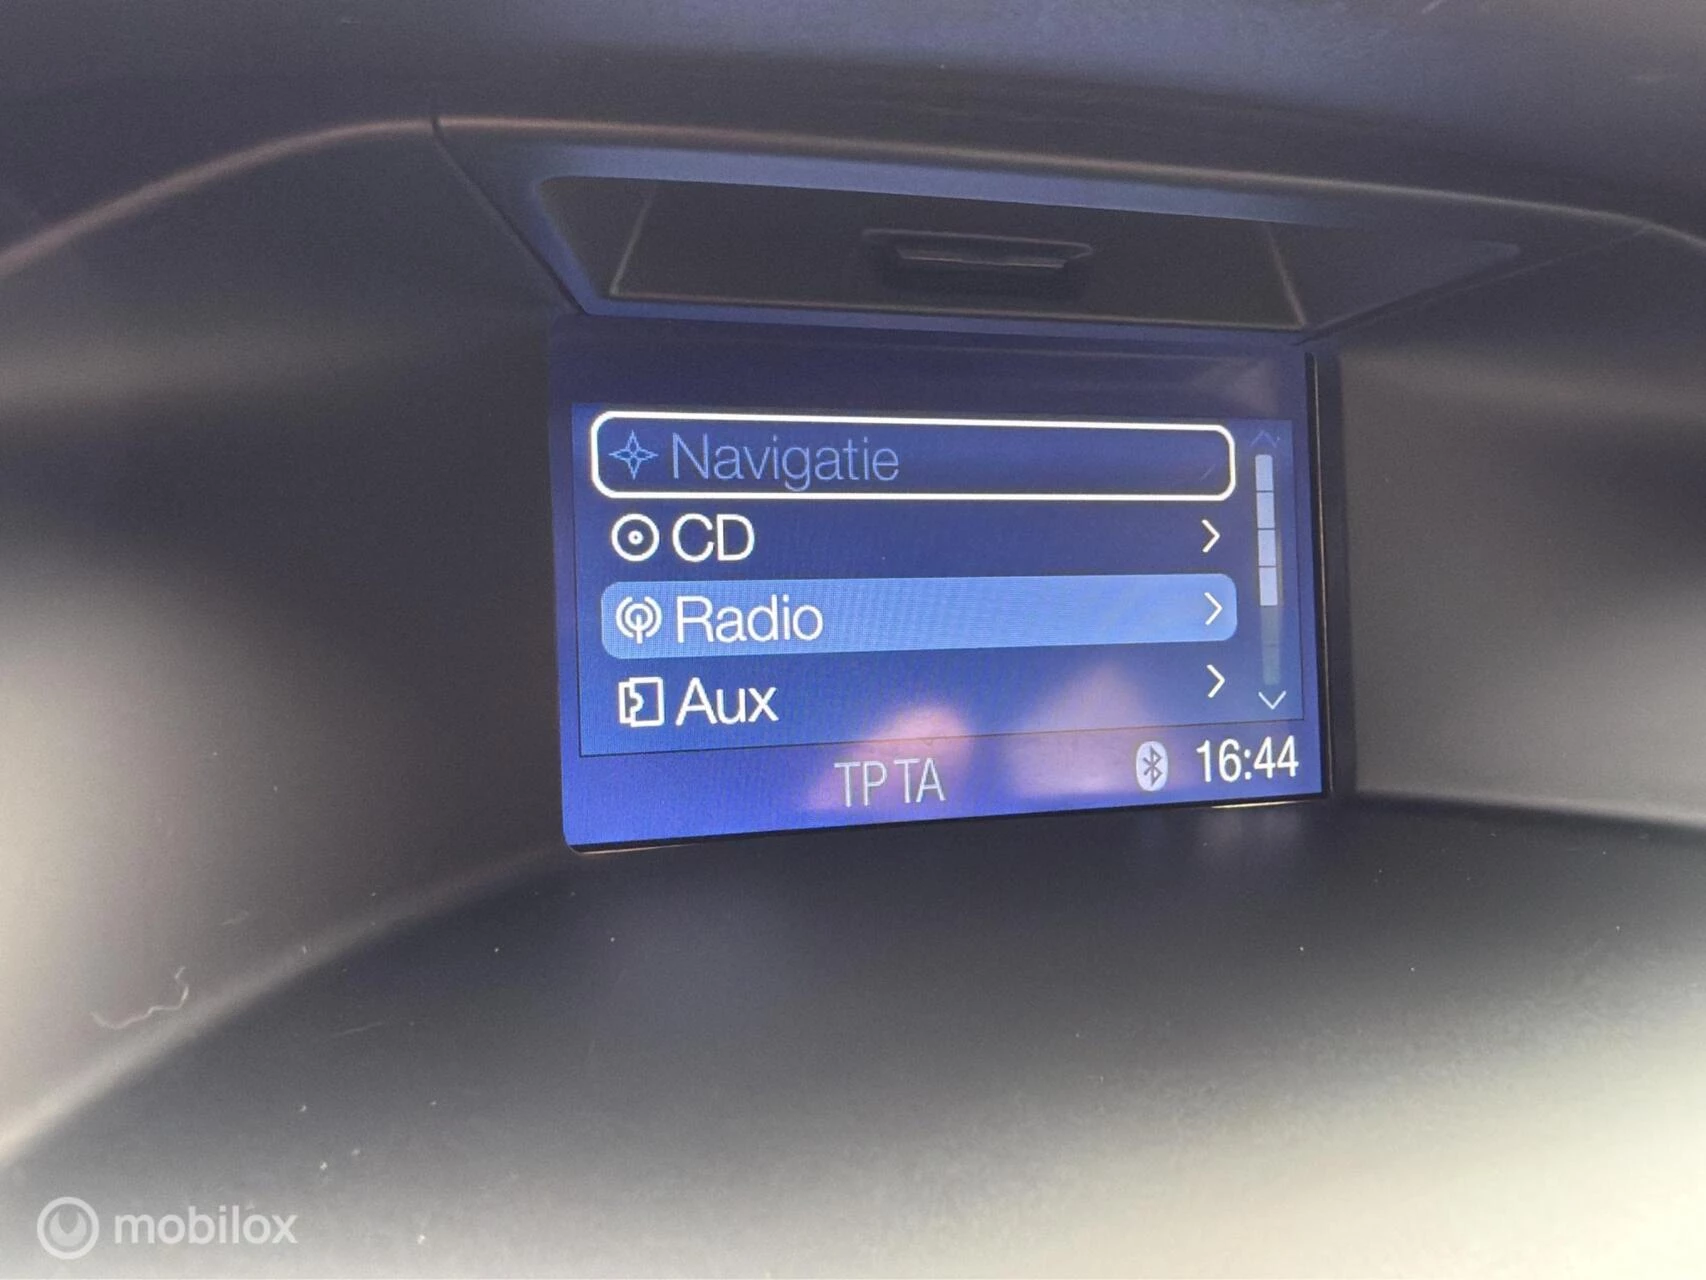 Navigatie
CD
Radio
Aux
TP TA
16:44
mobilox